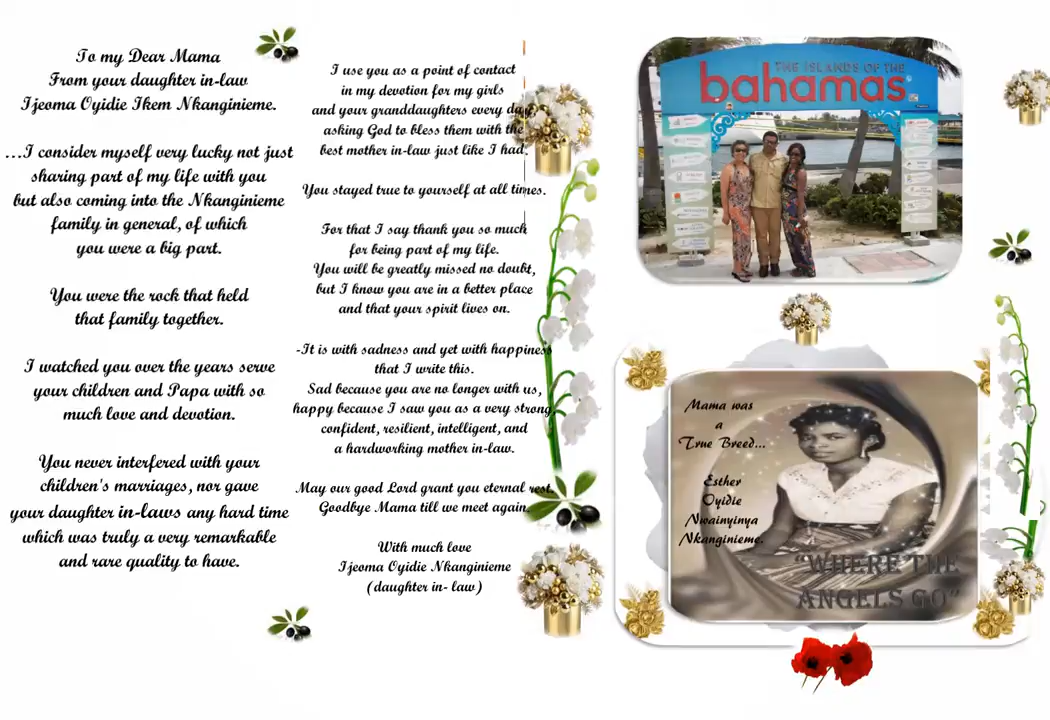 To my Dear Mama
From your daughter in-law
Ijeoma Oyidie Ikem Nkanginieme.
...I consider myself very lucky not just
sharing part of my life with you
but also coming into the Nkanginieme
family in general, of which
you were a big part.
You were the rock that held
that family together.
I watched you over the years serve
your children and Papa with so
much love and devotion.
You never interfered with your
children's marriages, nor gave
your daughter in-laws any hard time
which was truly a very remarkable
and rare quality to have.
I use you as a point of contact
in my devotion for my girls
and your granddaughters every day
asking God to bless them with the
best mother in-law just like I had.
You stayed true to yourself at all times.
For that I say thank you so much
for being part of my life.
You will be greatly missed no doubt,
but I know you are in a better place
and that your spirit lives on.
-It is with sadness and yet with happiness
that I write this.
Sad because you are no longer with us,
happy because I saw you as a very strong,
confident, resilient, intelligent, and
a hardworking mother in-law.
May our good Lord grant you eternal rest.
Goodbye Mama till we meet again.
With much love
Ijeoma Oyidie Nkanginieme
(daughter in- law)
THE ISLANDS OF THE
bahamas
Mama was
a
True Breed...
Esther
Oyidie
Nwainyinya
Nkanginieme.
"WHERE THE
ANGELS GO"